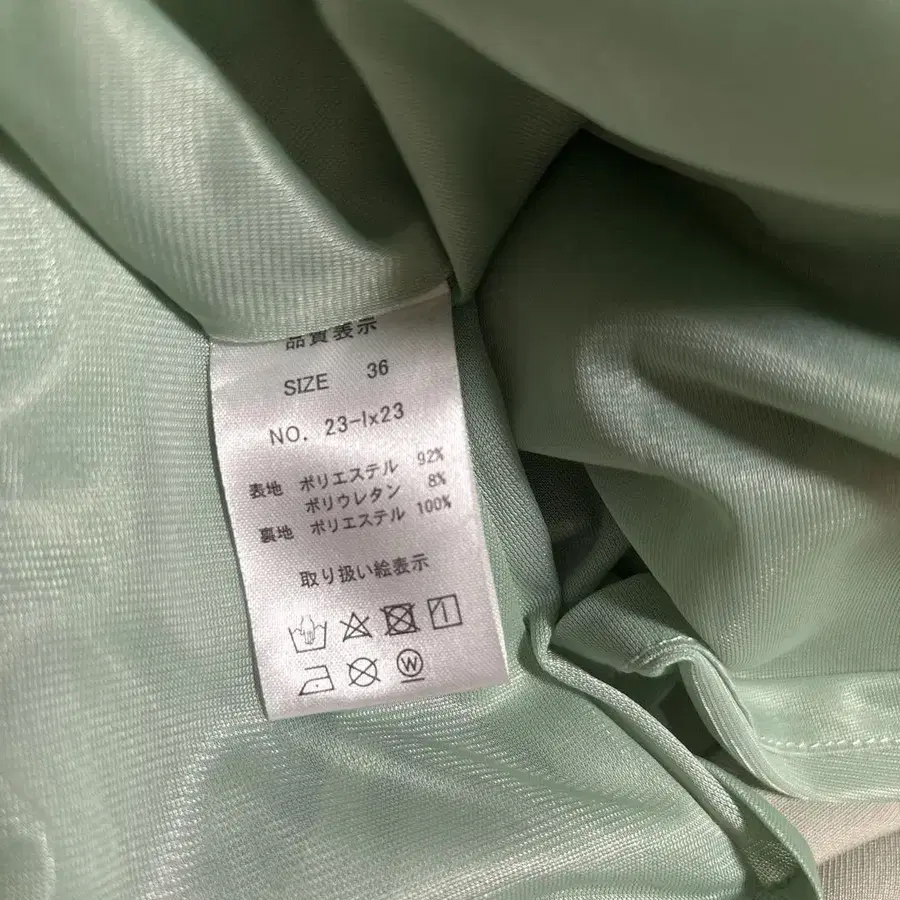 品質表示
SIZE 36
NO. 23-lx23
表地 ポリエステル 92%
ポリウレタン 8%
裏地 ポリエステル 100%
取り扱い絵表示
W